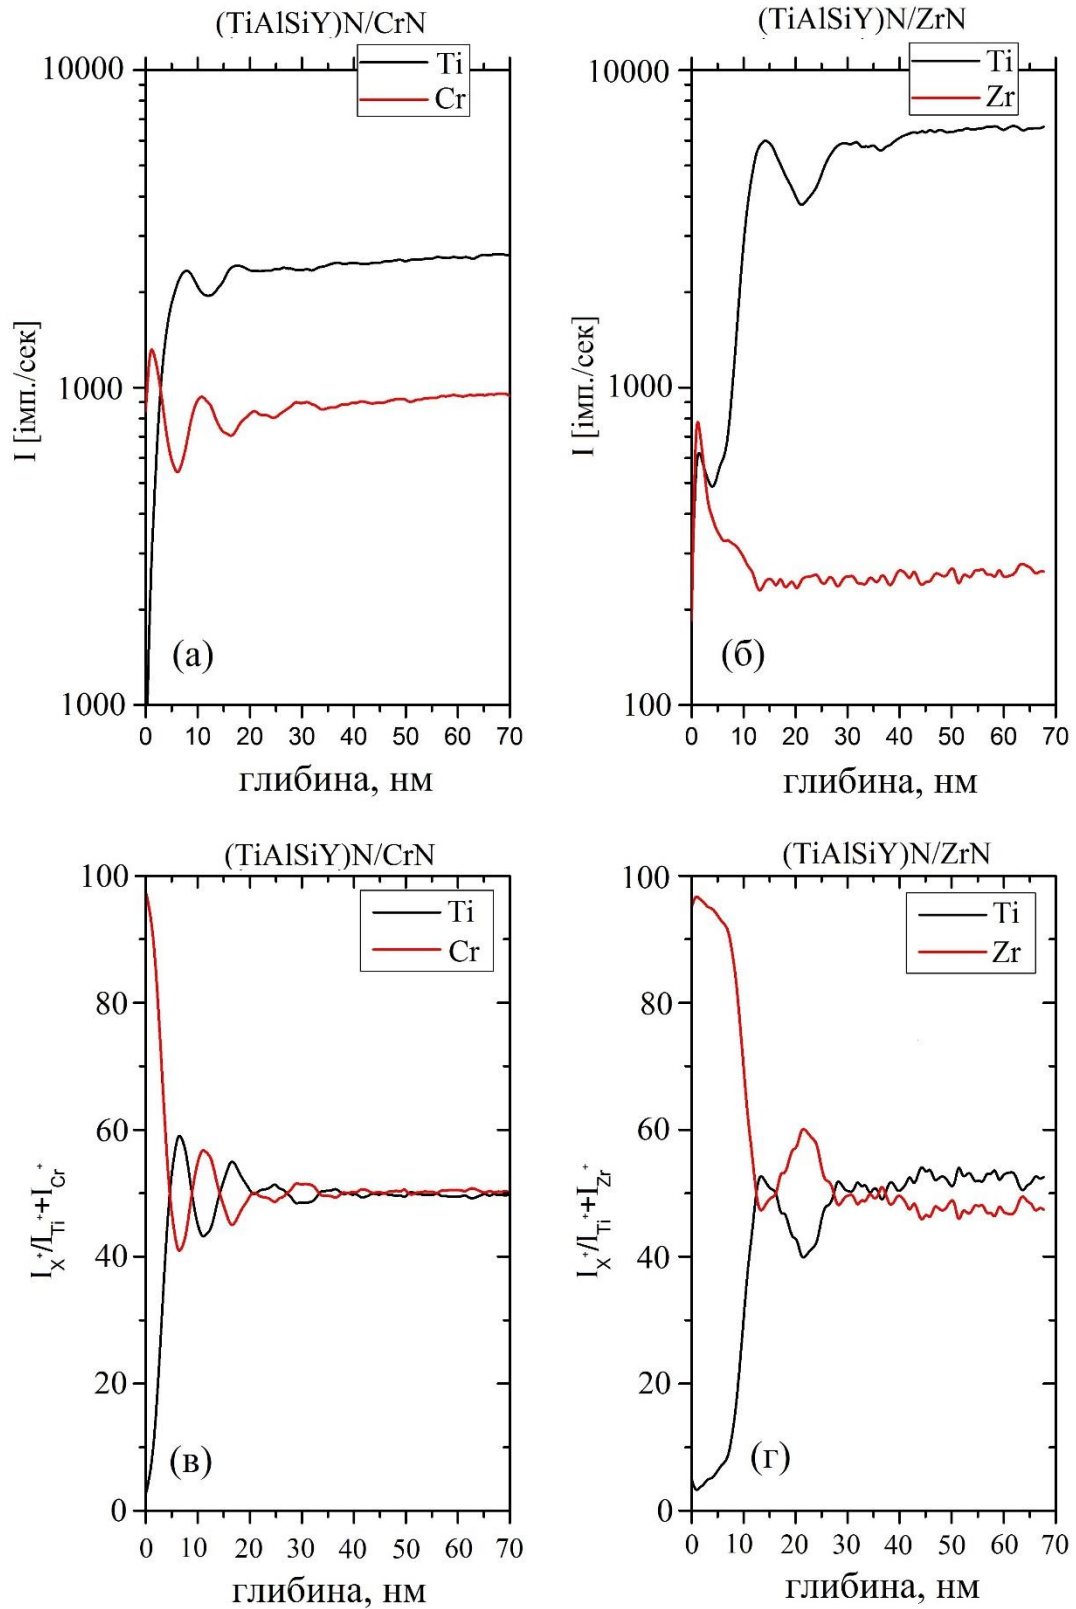 (TiAlSiY)N/CrN
Ti
Cr
10000
1000
1000
I [імп./сек]
(а)
0 10 20 30 40 50 60 70
глибина, нм
(TiAlSiY)N/ZrN
Ti
Zr
10000
1000
100
I [імп./сек]
(б)
0 10 20 30 40 50 60 70
глибина, нм
(TiAlSiY)N/CrN
Ti
Cr
100
80
60
40
20
0
I_X⁺/I_Ti⁺+I_Cr⁺
(в)
0 10 20 30 40 50 60 70
глибина, нм
(TiAlSiY)N/ZrN
Ti
Zr
100
80
60
40
20
0
I_X⁺/I_Ti⁺+I_Zr⁺
(г)
0 10 20 30 40 50 60 70
глибина, нм